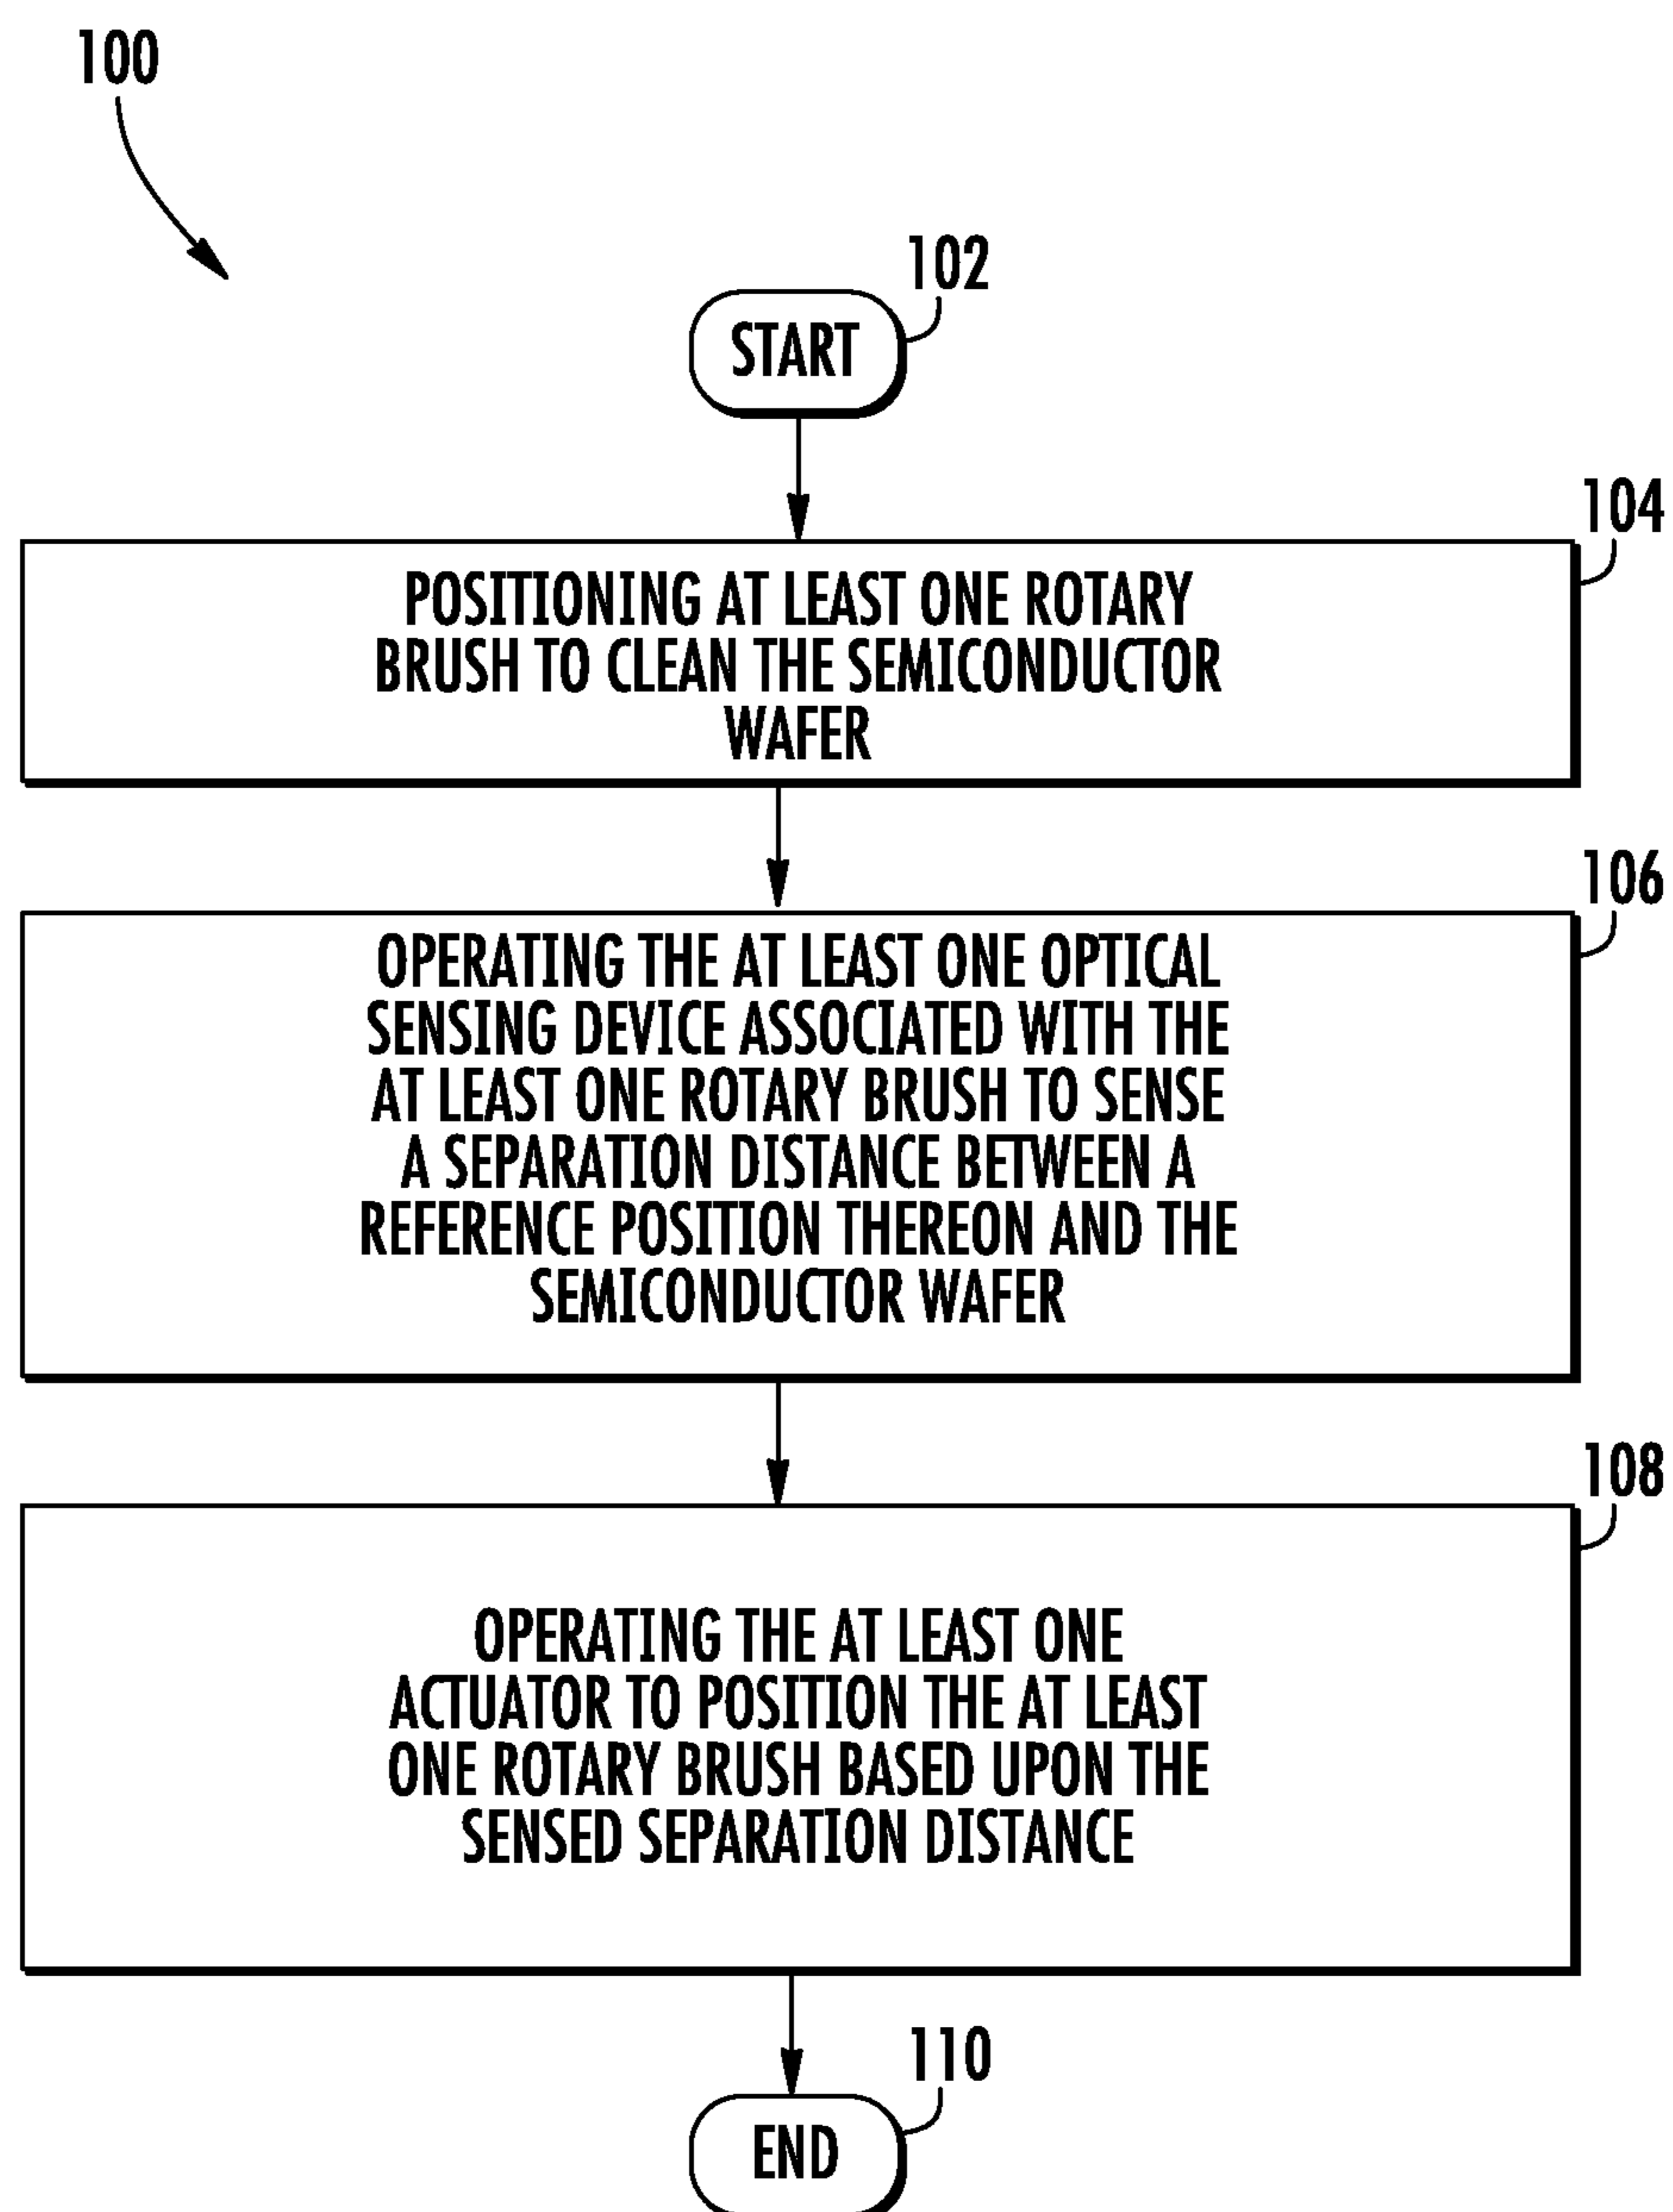 100
102
START
104
POSITIONING AT LEAST ONE ROTARY
BRUSH TO CLEAN THE SEMICONDUCTOR
WAFER
106
OPERATING THE AT LEAST ONE OPTICAL
SENSING DEVICE ASSOCIATED WITH THE
AT LEAST ONE ROTARY BRUSH TO SENSE
A SEPARATION DISTANCE BETWEEN A
REFERENCE POSITION THEREON AND THE
SEMICONDUCTOR WAFER
108
OPERATING THE AT LEAST ONE
ACTUATOR TO POSITION THE AT LEAST
ONE ROTARY BRUSH BASED UPON THE
SENSED SEPARATION DISTANCE
110
END